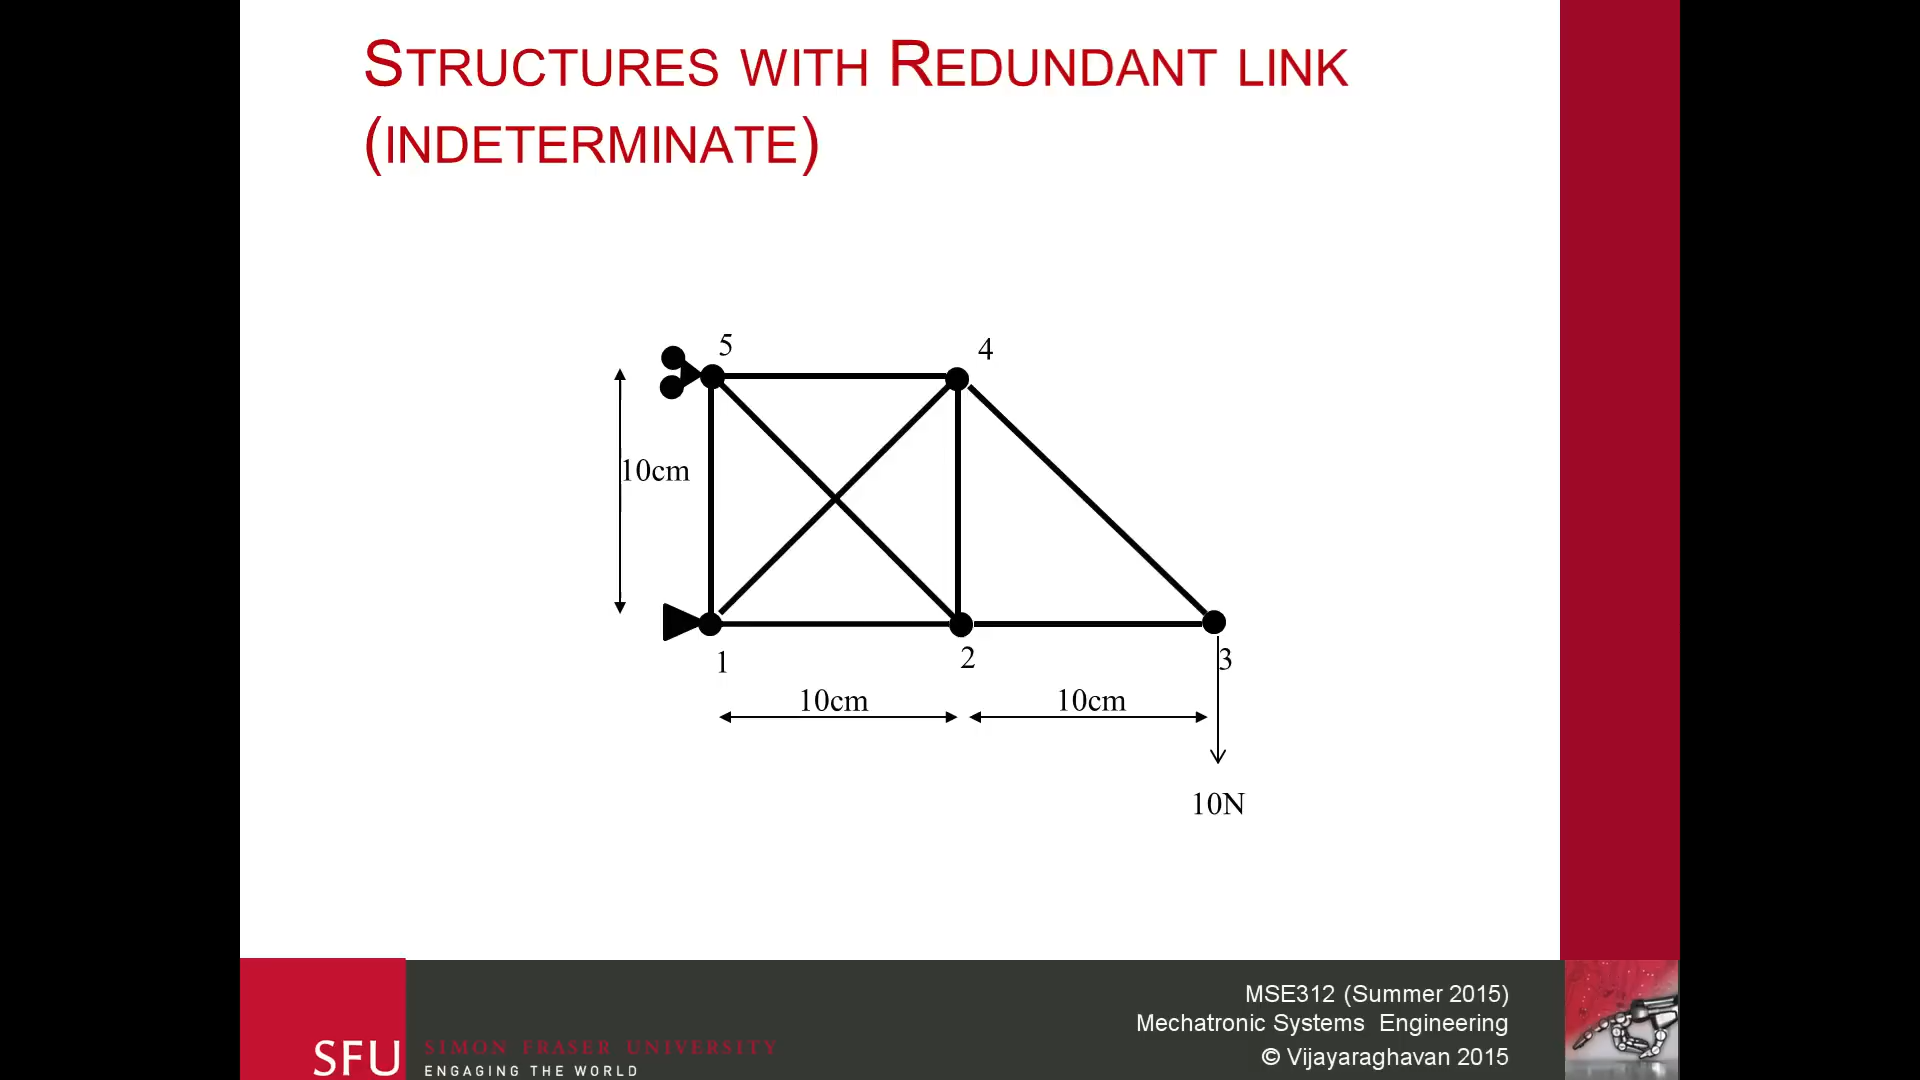 STRUCTURES WITH REDUNDANT LINK
(INDETERMINATE)
5
4
10cm
1
2
3
10cm
10cm
10N
MSE312 (Summer 2015)
Mechatronic Systems Engineering
© Vijayaraghavan 2015
SFU
SIMON FRASER UNIVERSITY
ENGAGING THE WORLD